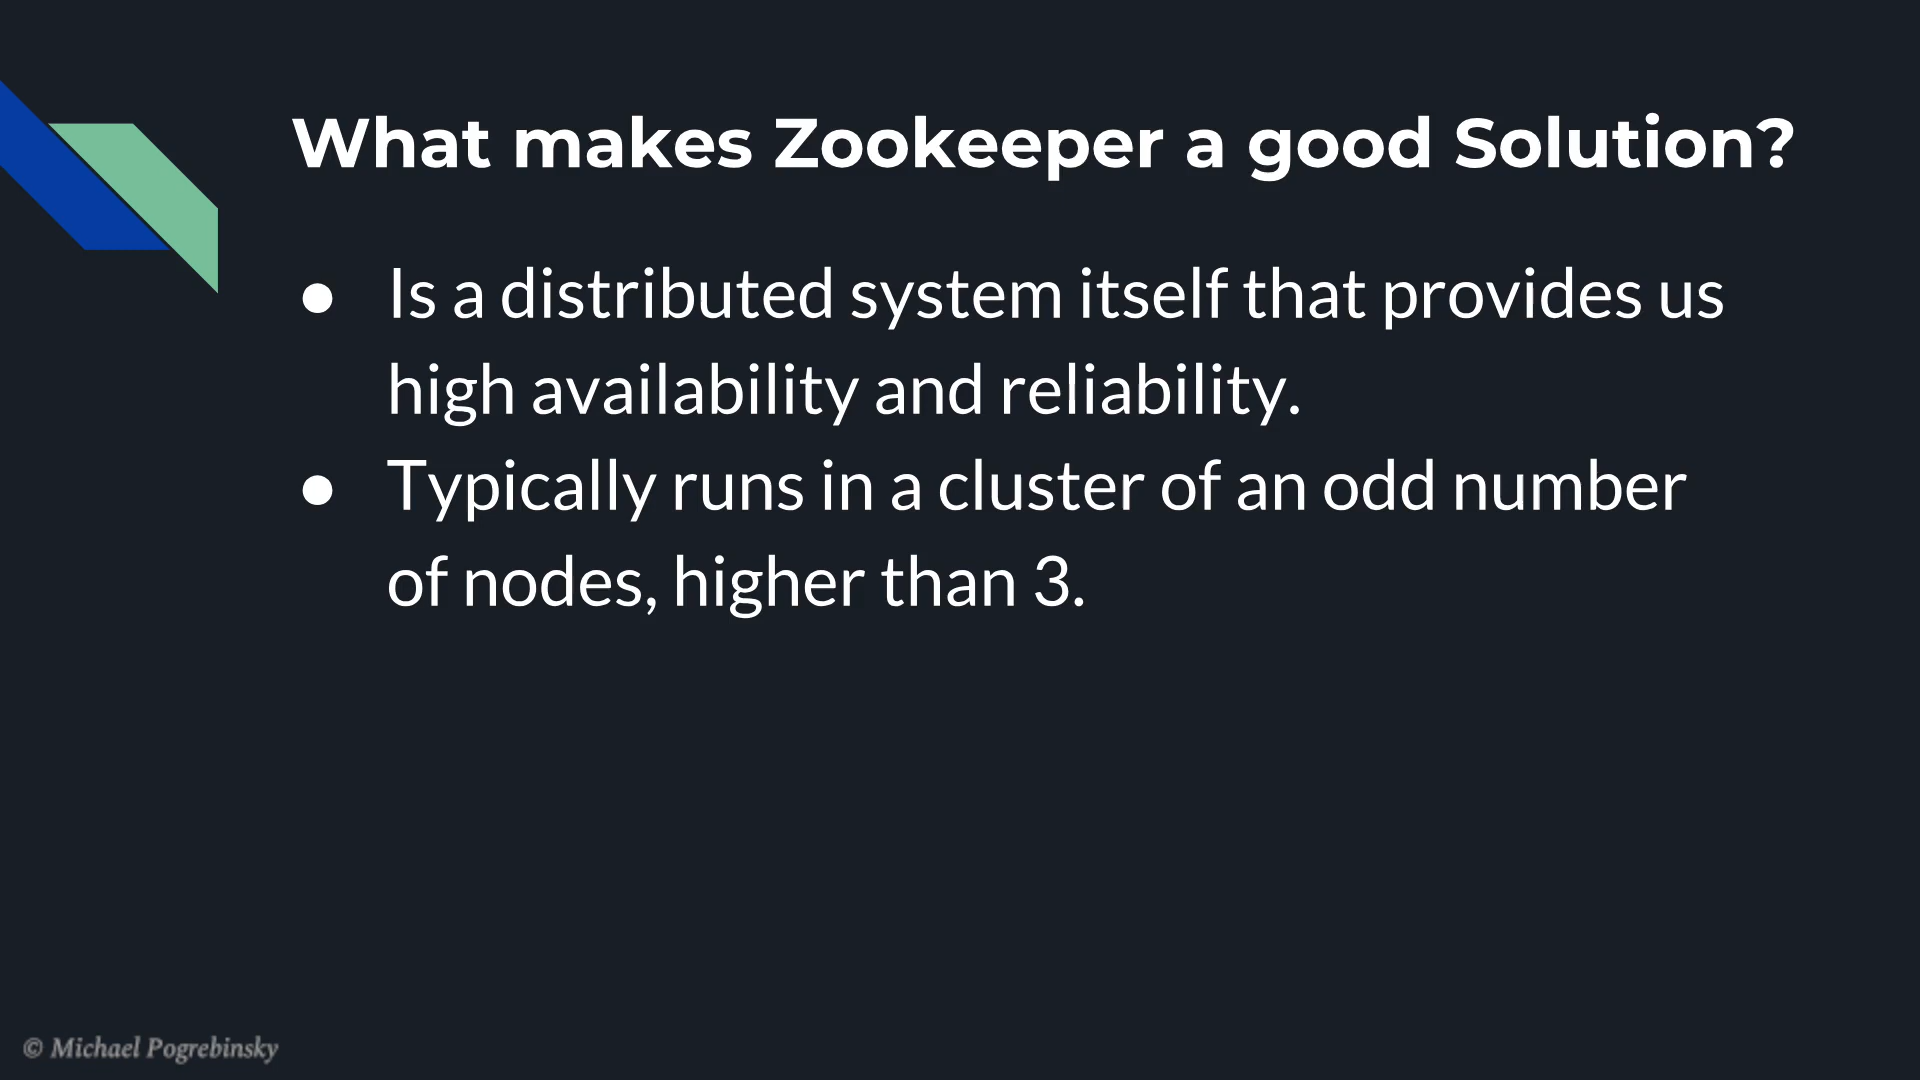 What makes Zookeeper a good Solution?
● Is a distributed system itself that provides us
high availability and reliability.
● Typically runs in a cluster of an odd number
of nodes, higher than 3.
© Michael Pogrebinsky